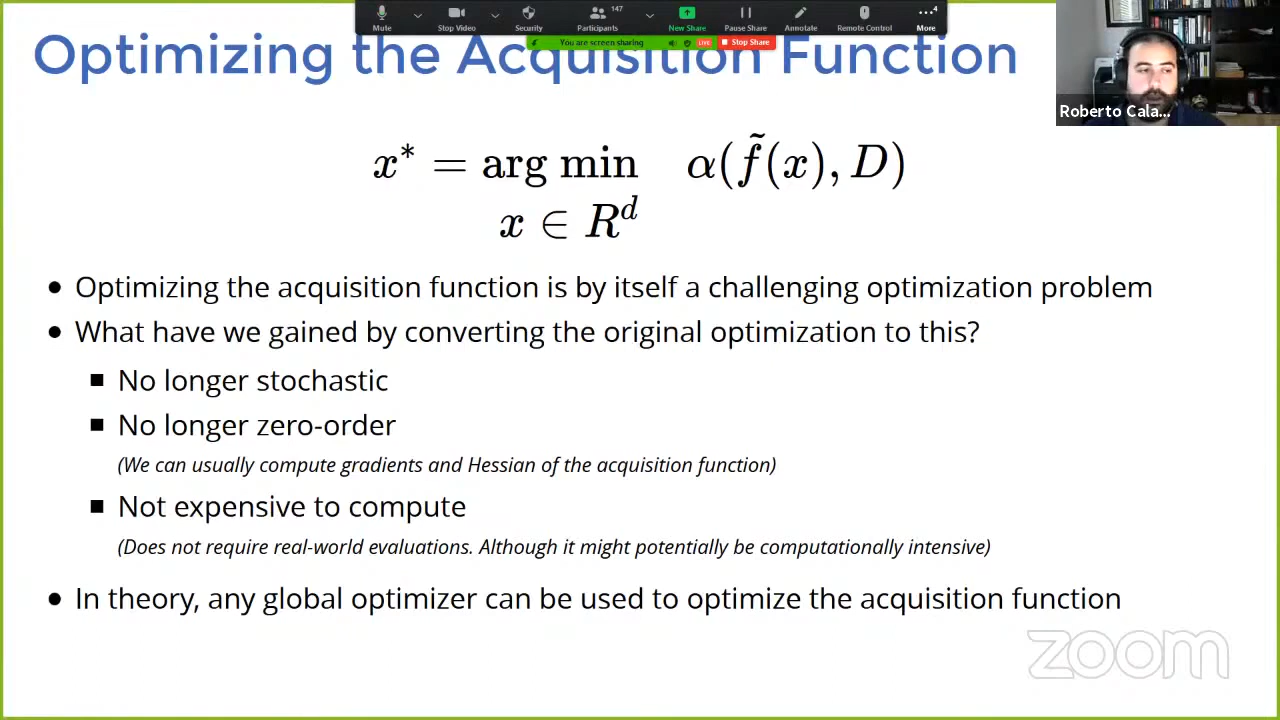 Mute
Stop Video
Security
147
Participants
New Share
Pause Share
Annotate
Remote Control
4
More
You are screen sharing
LIVE
Stop Share
Optimizing the Acquisition Function
Roberto Cala...
x* = arg min α(f̃(x), D)
x ∈ R^d
• Optimizing the acquisition function is by itself a challenging optimization problem
• What have we gained by converting the original optimization to this?
■ No longer stochastic
■ No longer zero-order
(We can usually compute gradients and Hessian of the acquisition function)
■ Not expensive to compute
(Does not require real-world evaluations. Although it might potentially be computationally intensive)
• In theory, any global optimizer can be used to optimize the acquisition function
zoom